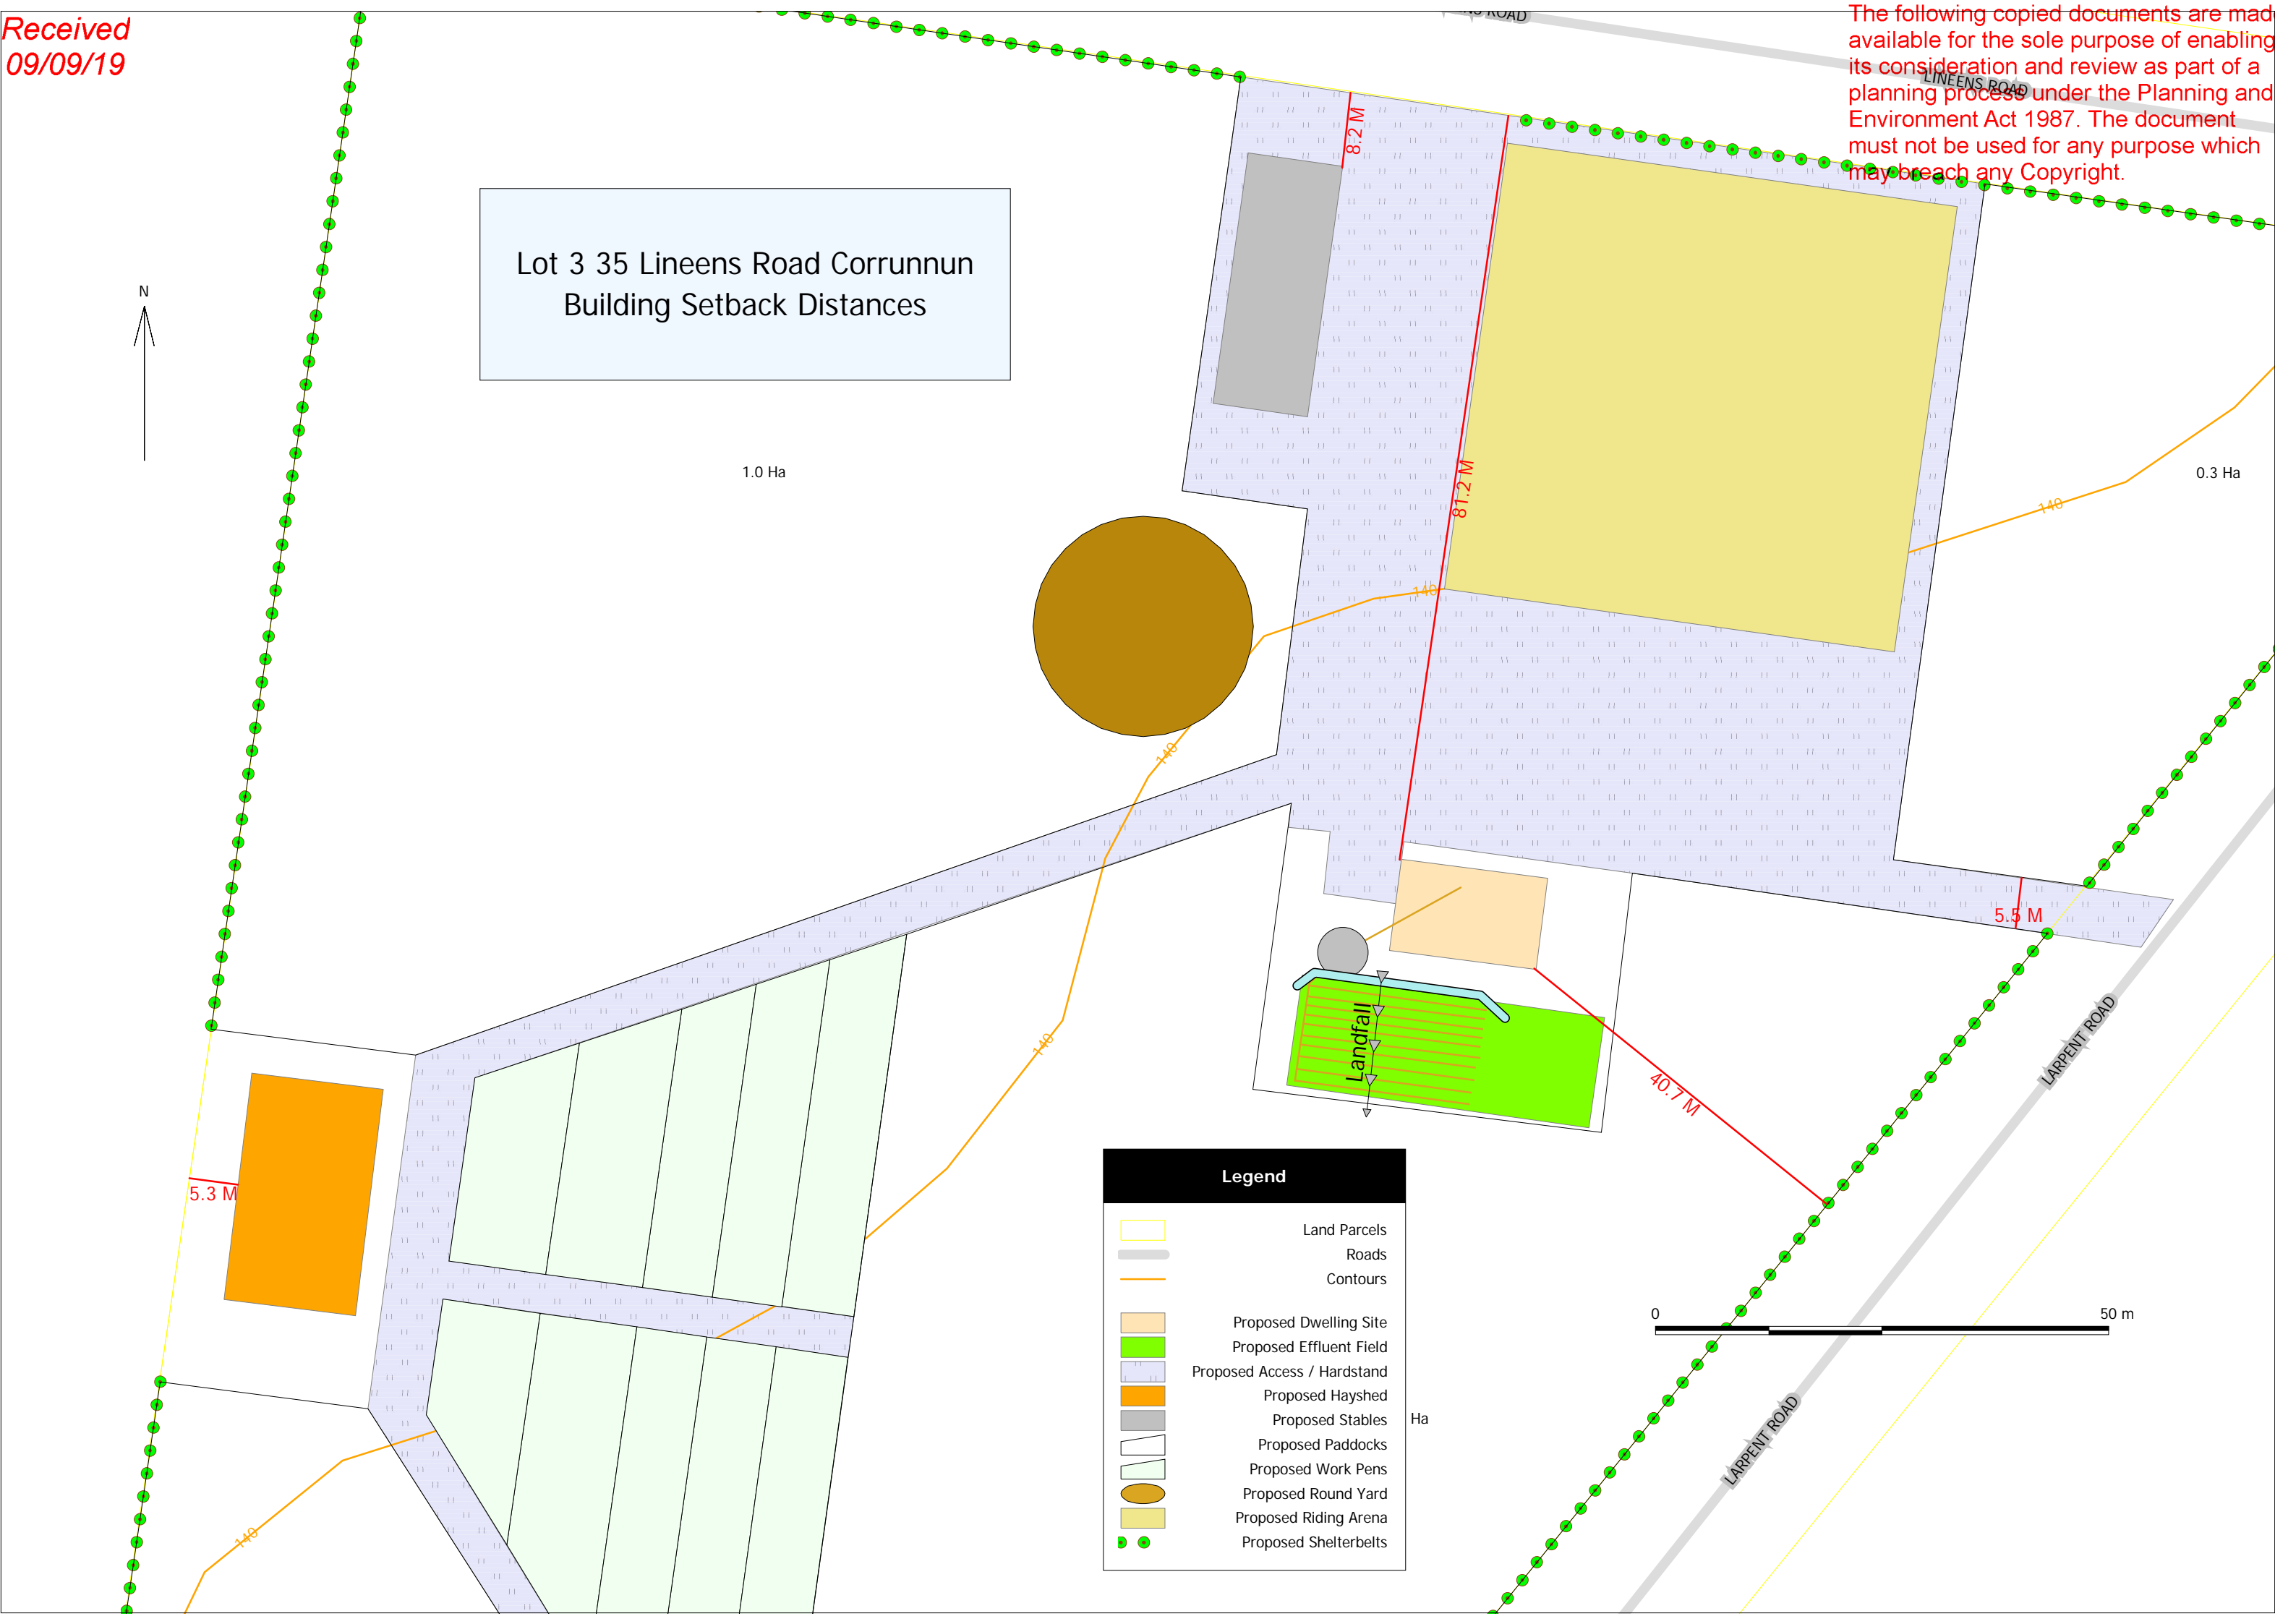 Received
09/09/19
ROAD
LINEENS ROAD
The following copied documents are made
available for the sole purpose of enabling
its consideration and review as part of a
planning process under the Planning and
Environment Act 1987. The document
must not be used for any purpose which
may breach any Copyright.
8.2 M
Lot 3 35 Lineens Road Corrunnun
Building Setback Distances
N
1.0 Ha
81.2 M
0.3 Ha
140
140
140
140
5.5 M
Landfall
40.7 M
LARPENT ROAD
5.3 M
Legend
Land Parcels
Roads
Contours
Proposed Dwelling Site
Proposed Effluent Field
Proposed Access / Hardstand
Proposed Hayshed
Proposed Stables
Proposed Paddocks
Proposed Work Pens
Proposed Round Yard
Proposed Riding Arena
Proposed Shelterbelts
Ha
0 50 m
LARPENT ROAD
140